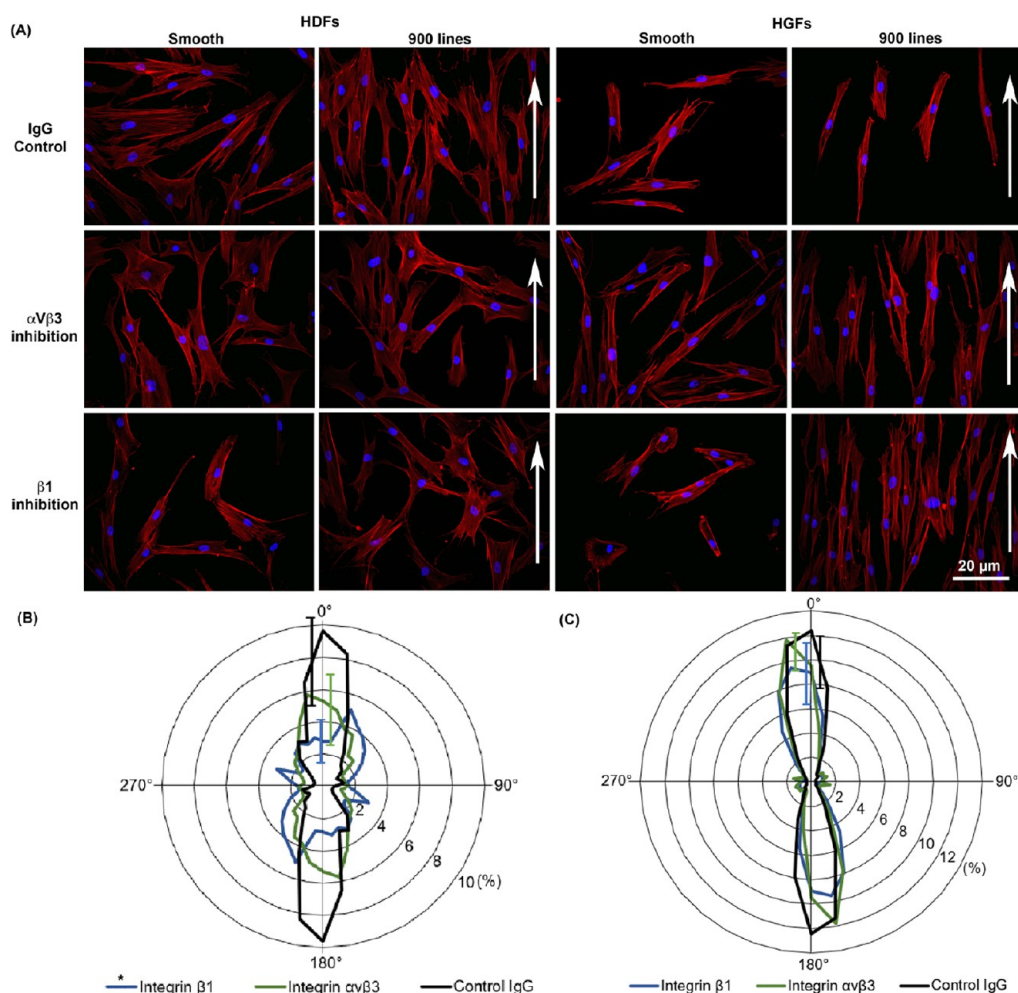 (A)
HDFs
HGFs
Smooth
900 lines
Smooth
900 lines
IgG
Control
αVβ3
inhibition
β1
inhibition
20 μm
(B)
0°
270°
90°
2
4
6
8
10 (%)
180°
* Integrin β1
Integrin αvβ3
Control IgG
(C)
0°
270°
90°
2
4
6
8
10
12
(%)
180°
Integrin β1
Integrin αvβ3
Control IgG